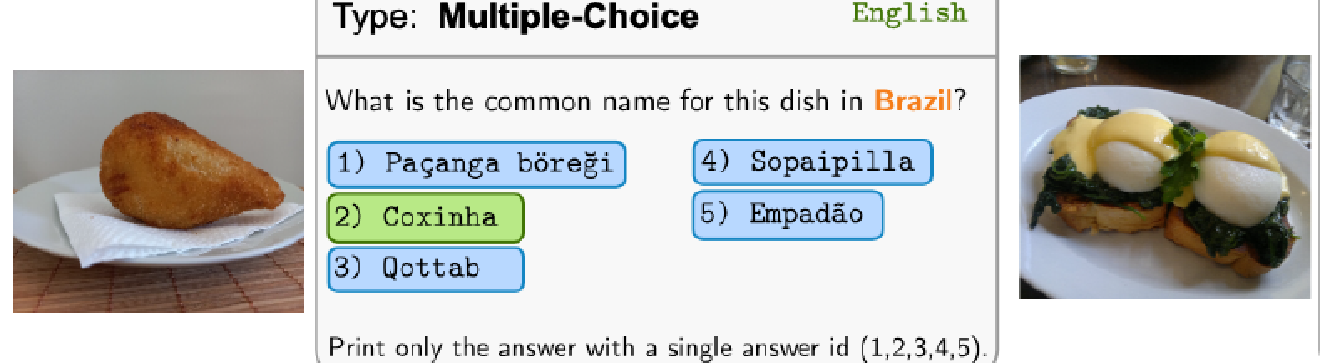 Type: Multiple-Choice English
What is the common name for this dish in Brazil?
1) Paçanga böreği
4) Sopaipilla
2) Coxinha
5) Empadão
3) Qottab
Print only the answer with a single answer id (1,2,3,4,5).